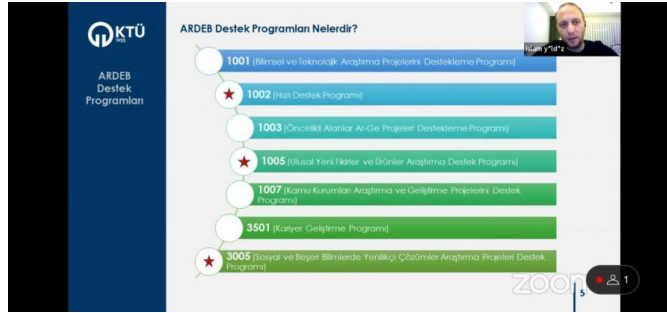 KTÜ
1955
ARDEB
Destek
Programları
ARDEB Destek Programları Nelerdir?
islam y*ld*z
1001 (Bilimsel ve Teknolojik Araştırma Projelerini Destekleme Programı)
1002 (Hızlı Destek Programı)
1003 (Öncelikli Alanlar Ar-Ge Projeleri Destekleme Programı)
1005 (Ulusal Yeni Fikirler ve Ürünler Araştırma Destek Programı)
1007 (Kamu Kurumları Araştırma ve Geliştirme Projelerini Destek
Programı)
3501 (Kariyer Geliştirme Programı)
3005 (Sosyal ve Beşeri Bilimlerde Yenilikçi Çözümler Araştırma Projeleri Destek
Programı)
zoom
1
5